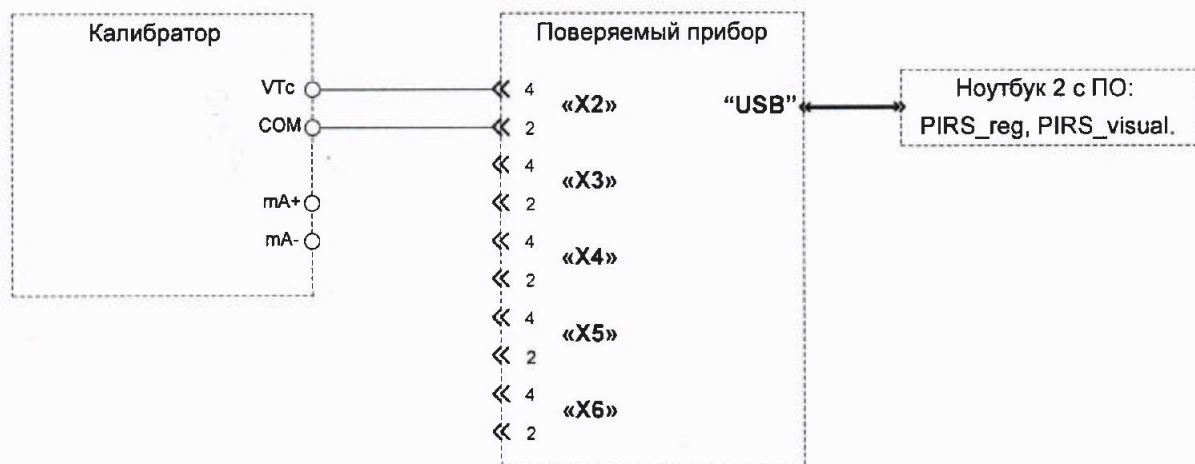 Калибратор
VTc
COM
mA+
mA-
Поверяемый прибор
4
«X2»
2
4
«X3»
2
4
«X4»
2
4
«X5»
2
4
«X6»
2
“USB”
Ноутбук 2 с ПО:
PIRS_reg, PIRS_visual.